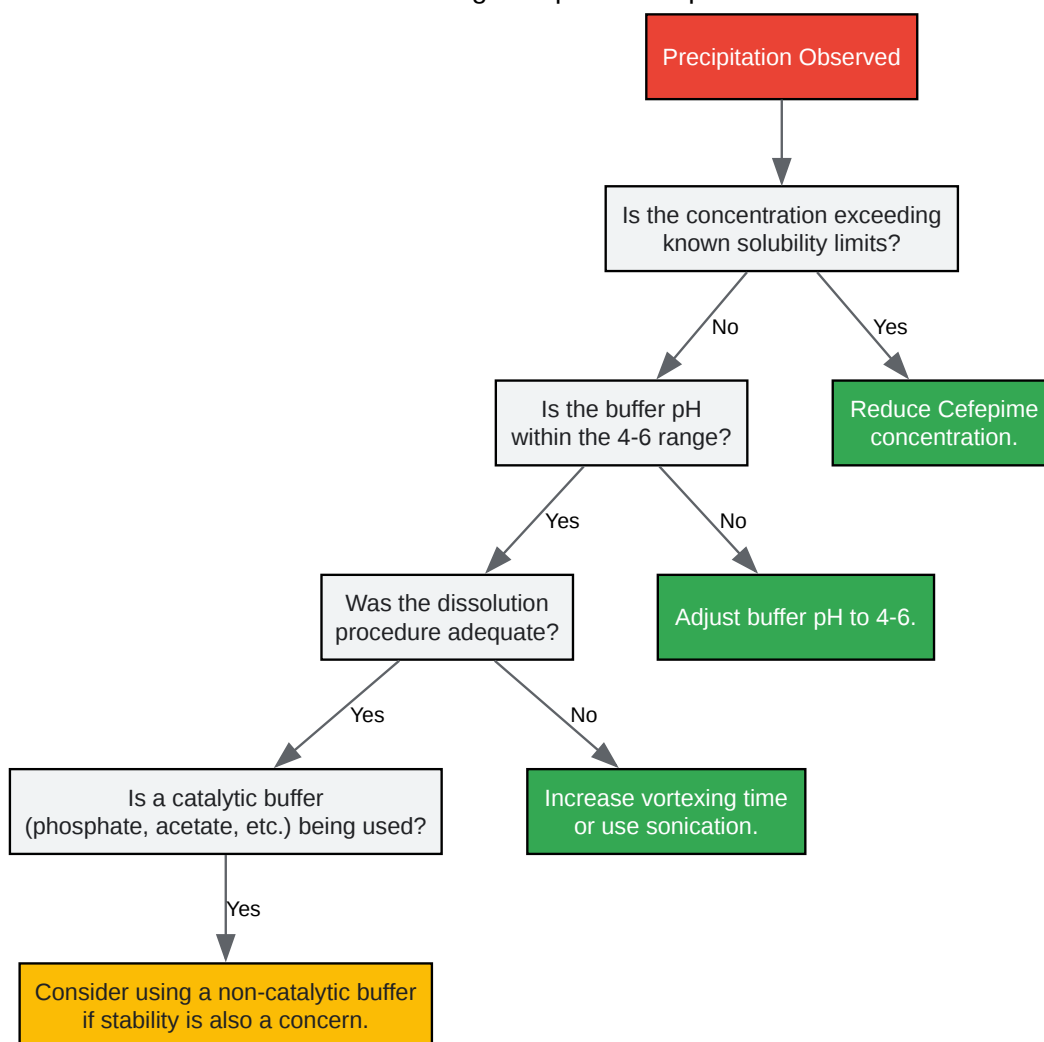 Precipitation Observed
Is the concentration exceeding
known solubility limits?
No
Yes
Is the buffer pH
within the 4-6 range?
Reduce Cefepime
concentration.
Yes
No
Was the dissolution
procedure adequate?
Adjust buffer pH to 4-6.
Yes
No
Is a catalytic buffer
(phosphate, acetate, etc.) being used?
Increase vortexing time
or use sonication.
Yes
Consider using a non-catalytic buffer
if stability is also a concern.